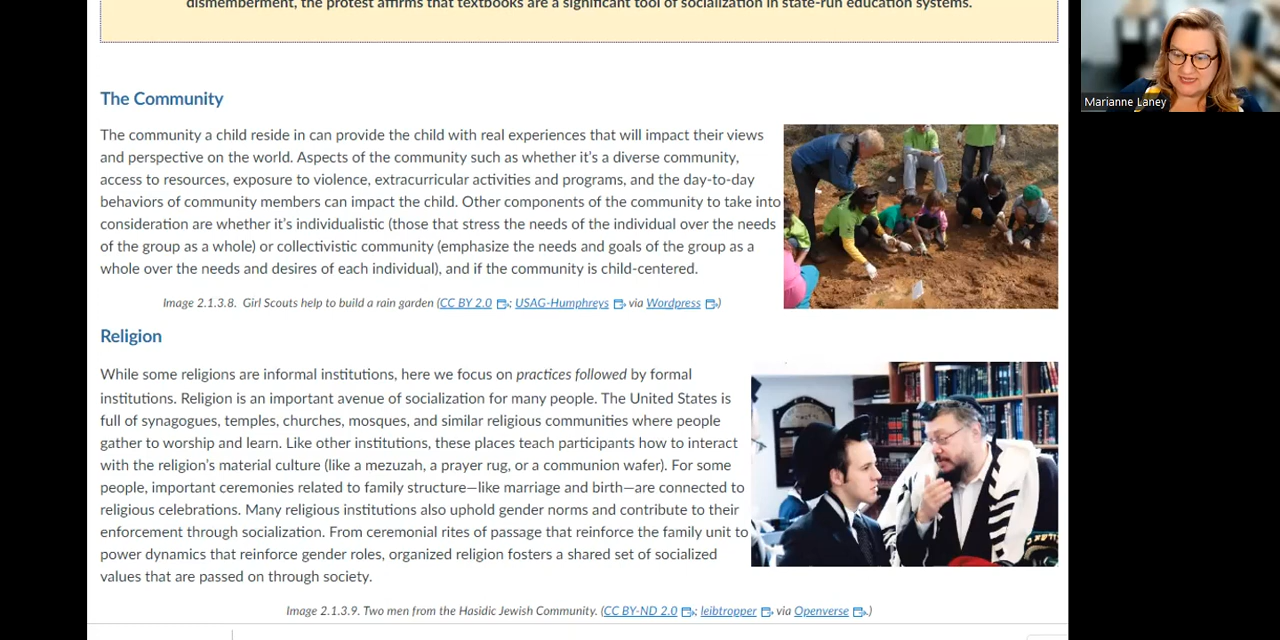 dismemberment, the protest affirms that textbooks are a significant tool of socialization in state-run education systems.
Marianne Laney
The Community
The community a child reside in can provide the child with real experiences that will impact their views
and perspective on the world. Aspects of the community such as whether it's a diverse community,
access to resources, exposure to violence, extracurricular activities and programs, and the day-to-day
behaviors of community members can impact the child. Other components of the community to take into
consideration are whether it's individualistic (those that stress the needs of the individual over the needs
of the group as a whole) or collectivistic community (emphasize the needs and goals of the group as a
whole over the needs and desires of each individual), and if the community is child-centered.
Image 2.1.3.8. Girl Scouts help to build a rain garden (CC BY 2.0; USAG-Humphreys, via Wordpress)
Religion
While some religions are informal institutions, here we focus on practices followed by formal
institutions. Religion is an important avenue of socialization for many people. The United States is
full of synagogues, temples, churches, mosques, and similar religious communities where people
gather to worship and learn. Like other institutions, these places teach participants how to interact
with the religion's material culture (like a mezuzah, a prayer rug, or a communion wafer). For some
people, important ceremonies related to family structure—like marriage and birth—are connected to
religious celebrations. Many religious institutions also uphold gender norms and contribute to their
enforcement through socialization. From ceremonial rites of passage that reinforce the family unit to
power dynamics that reinforce gender roles, organized religion fosters a shared set of socialized
values that are passed on through society.
Image 2.1.3.9. Two men from the Hasidic Jewish Community. (CC BY-ND 2.0; leibtropper, via Openverse.)